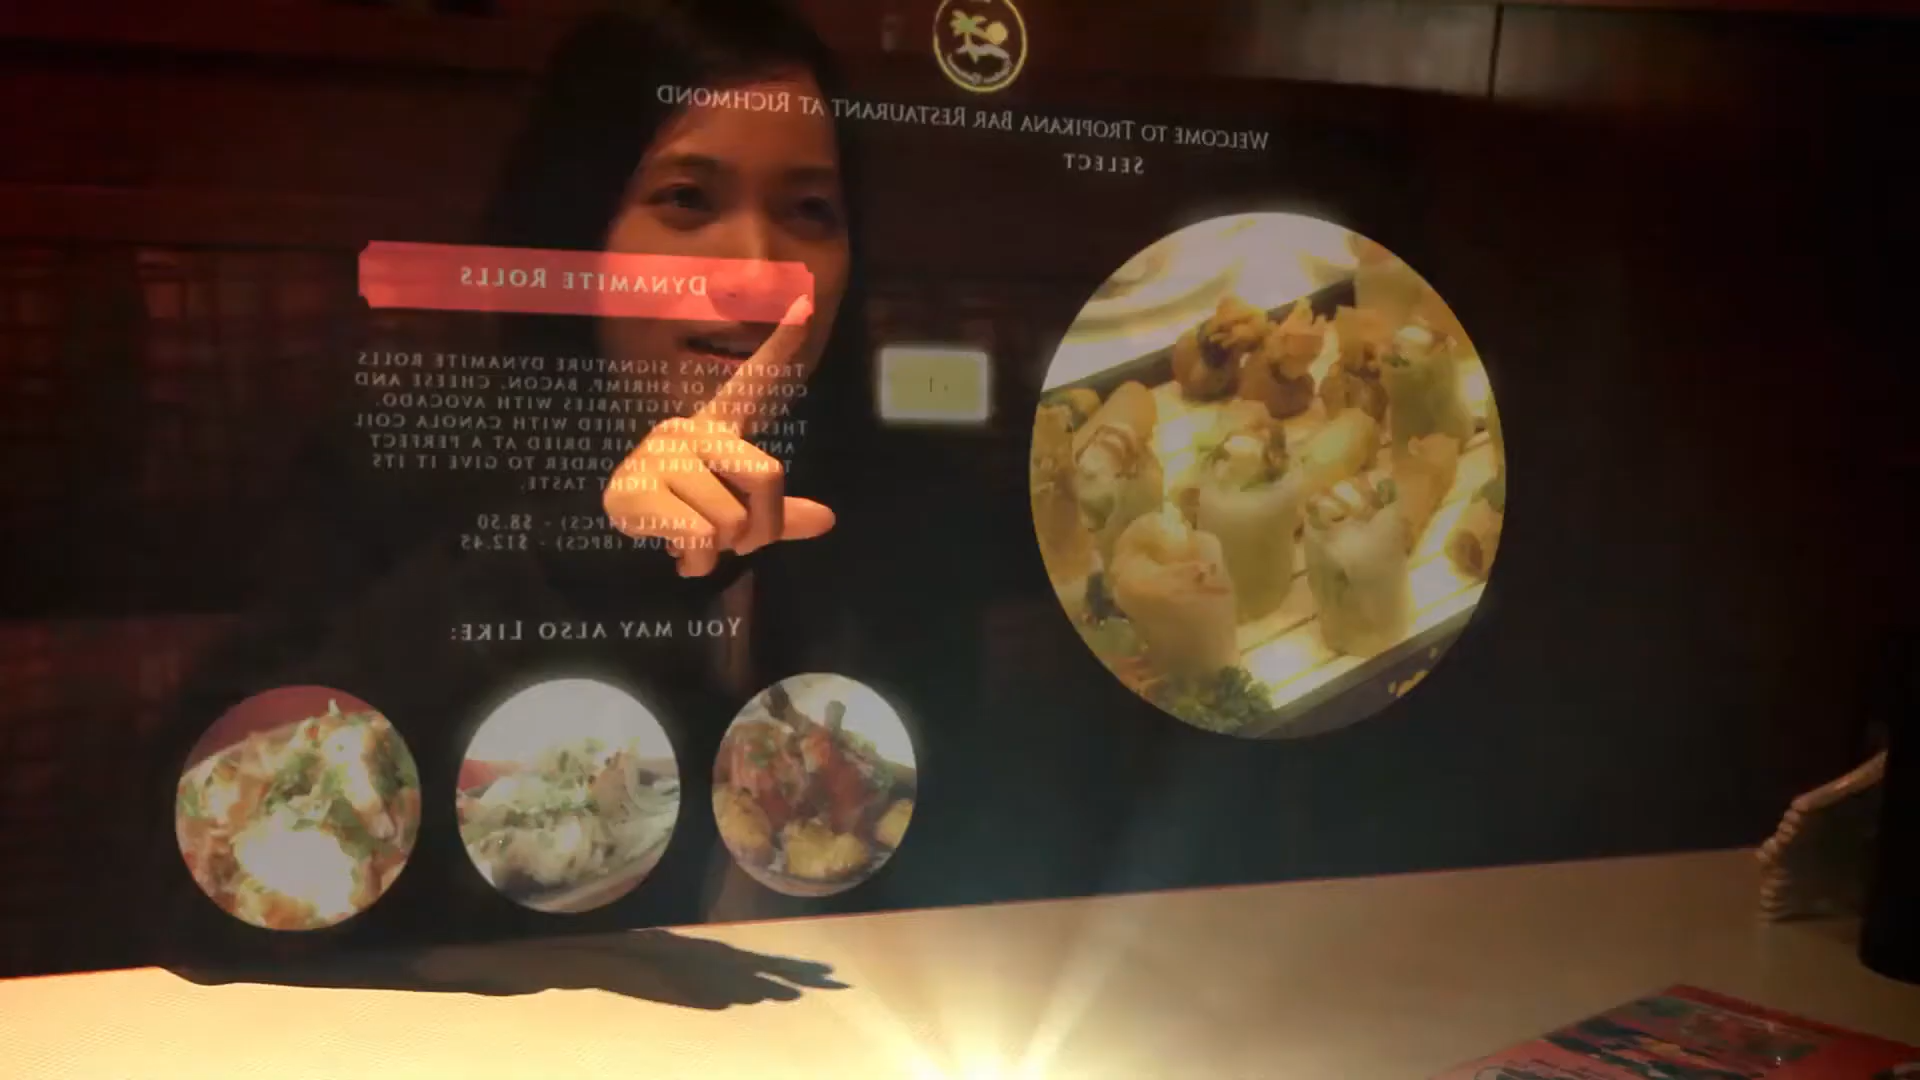 Welcome to Tropikana Bar Restaurant at Richmond
Select
Dynamite Rolls
Tropikana's signature dynamite rolls
consists of shrimp, bacon, cheese and
assorted vigetables with avocado.
These are deep fried with canola coil
and specially air dried at a perfect
temperature in order to give it its
light taste.
Small (4pcs) - $8.50
Medium (8pcs) - $12.45
You may also Like: